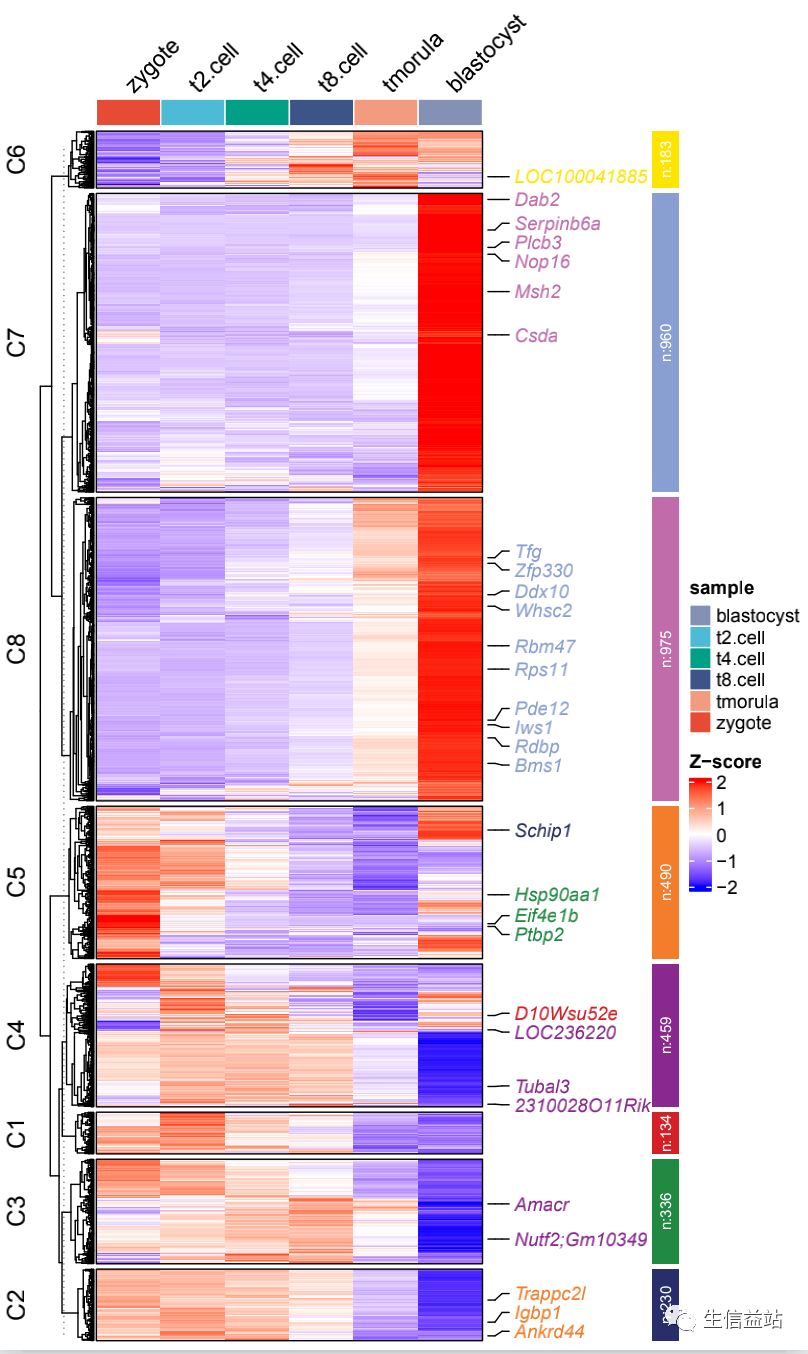 zygote
t2.cell
t4.cell
t8.cell
tmorula
blastocyst
C6
n:183
LOC100041885
C7
n:960
Dab2
Serpinb6a
Plcb3
Nop16
Msh2
Csda
C8
n:975
Tfg
Zfp330
Ddx10
Whsc2
Rbm47
Rps11
Pde12
Iws1
Rdbp
Bms1
C5
n:490
Schip1
Hsp90aa1
Eif4e1b
Ptbp2
C4
n:459
D10Wsu52e
LOC236220
Tubal3
2310028O11Rik
C1
n:134
C3
n:336
Amacr
Nutf2;Gm10349
C2
n:230
Trappc2l
Igbp1
Ankrd44
sample
blastocyst
t2.cell
t4.cell
t8.cell
tmorula
zygote
Z−score
2
1
0
−1
−2
生信益站